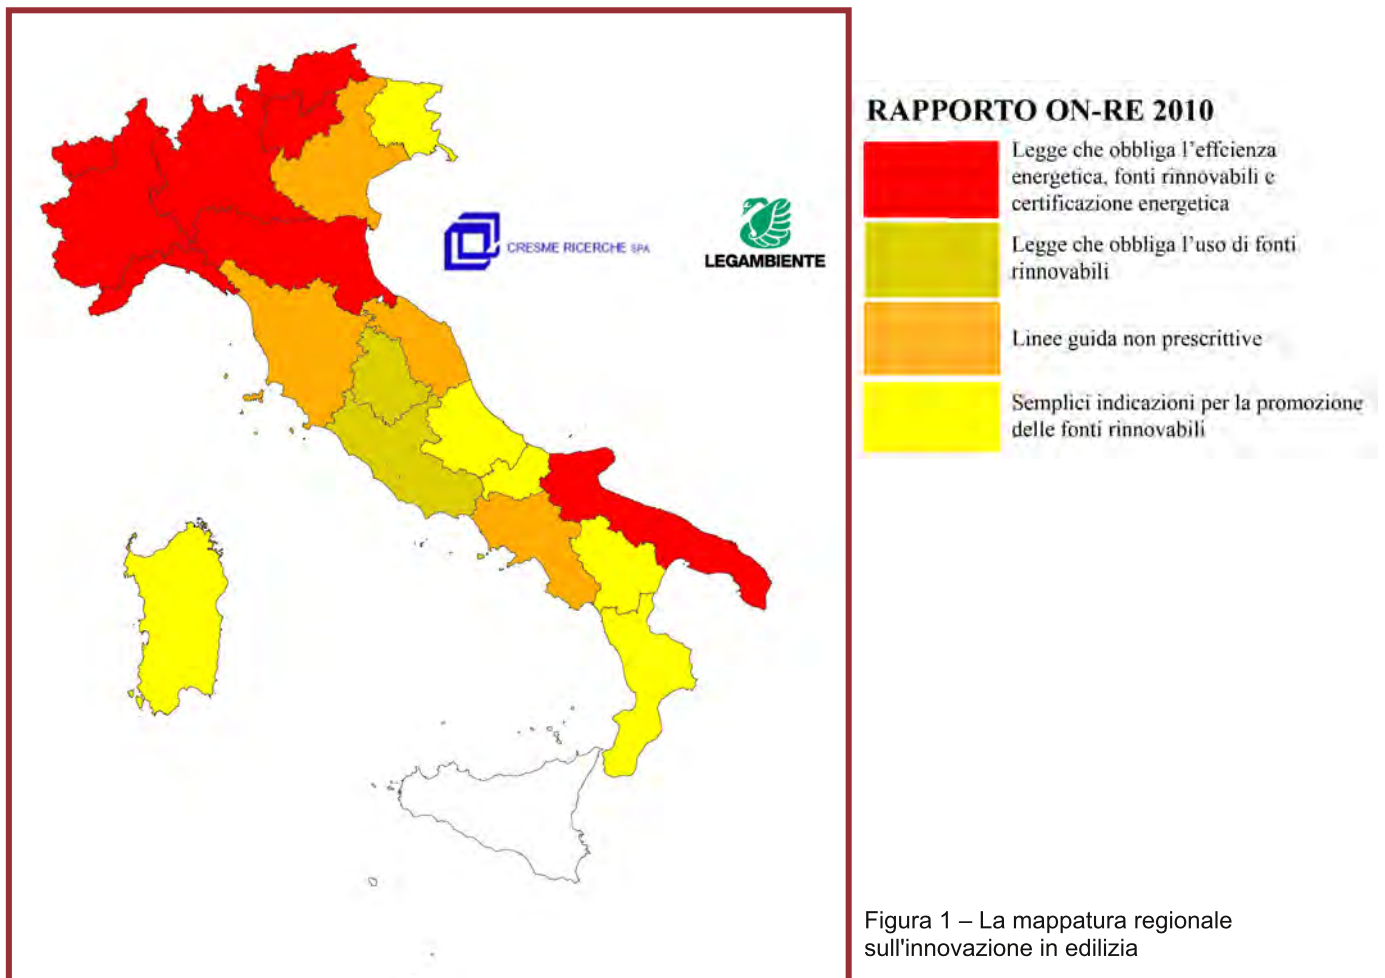 RAPPORTO ON-RE 2010
Legge che obbliga l'effcienza
energetica, fonti rinnovabili e
certificazione energetica
Legge che obbliga l'uso di fonti
rinnovabili
Linee guida non prescrittive
Semplici indicazioni per la promozione
delle fonti rinnovabili
CRESME RICERCHE SPA
LEGAMBIENTE
Figura 1 – La mappatura regionale
sull'innovazione in edilizia